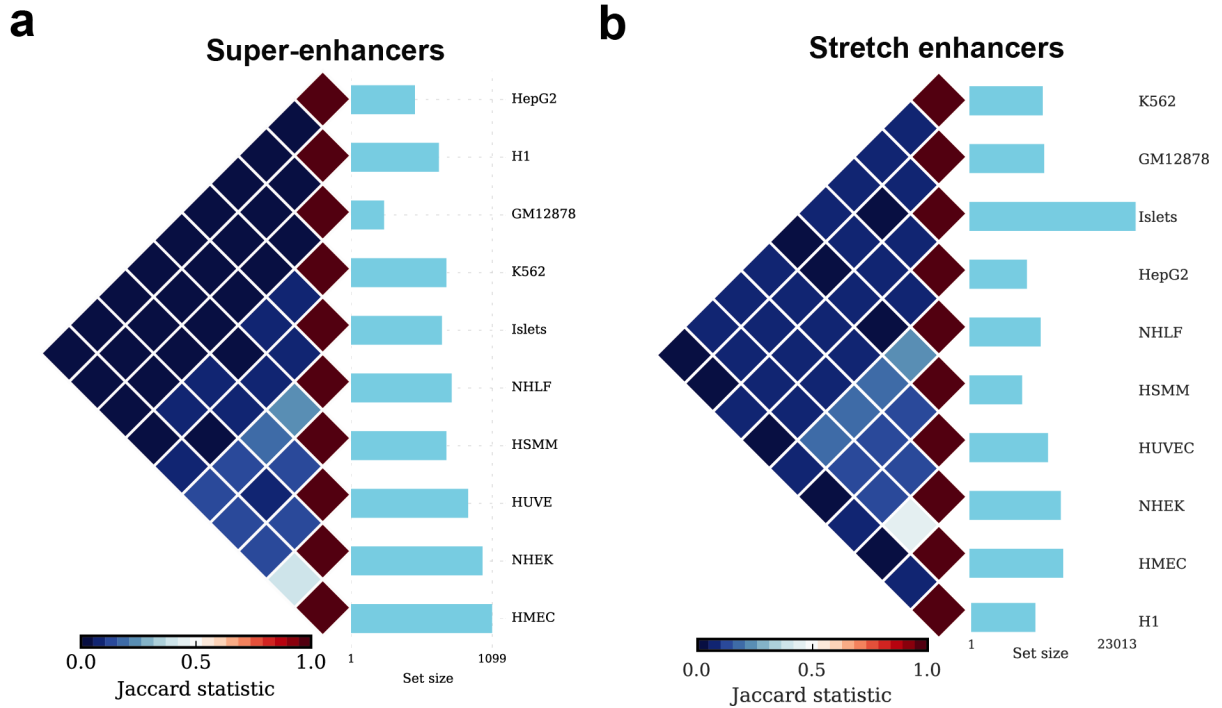 a
Super-enhancers
HepG2
H1
GM12878
K562
Islets
NHLF
HSMM
HUVE
NHEK
HMEC
0.0 0.5 1.0
Jaccard statistic
1 1099
Set size
b
Stretch enhancers
K562
GM12878
Islets
HepG2
NHLF
HSMM
HUVEC
NHEK
HMEC
H1
0.0 0.5 1.0
Jaccard statistic
1 23013
Set size